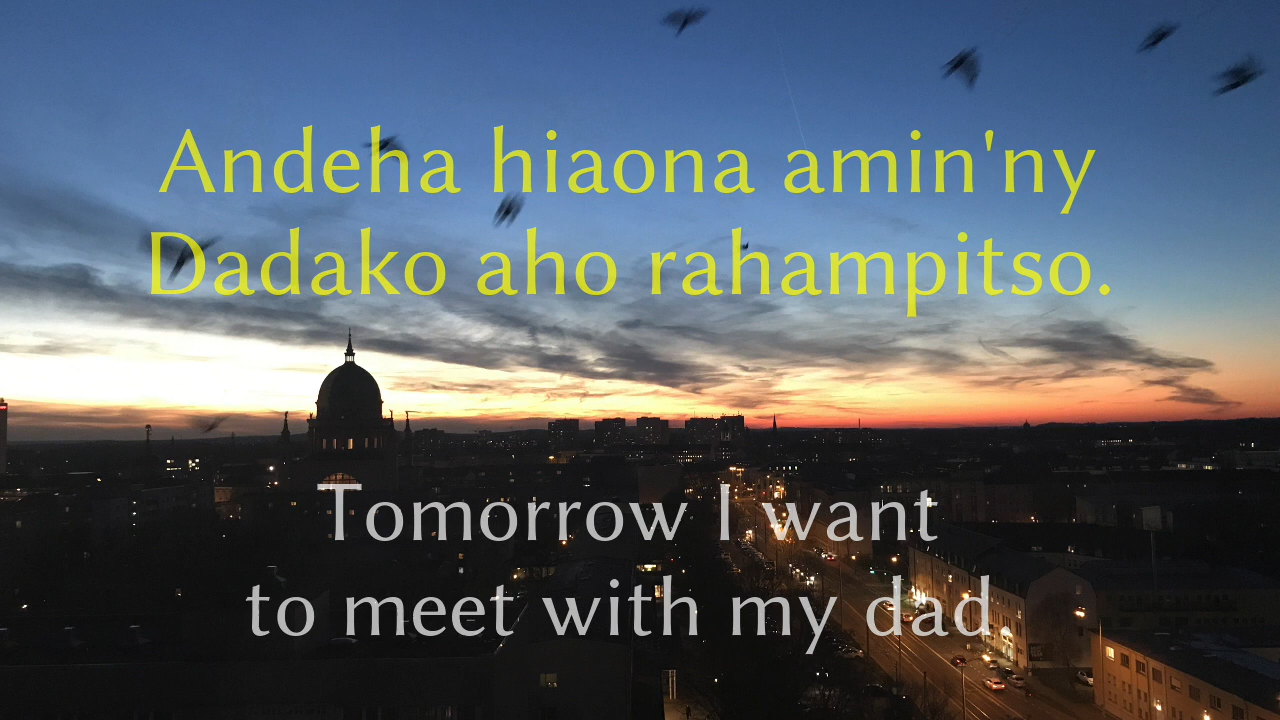 Andeha hiaona amin'ny
Dadako aho rahampitso.
Tomorrow I want
to meet with my dad